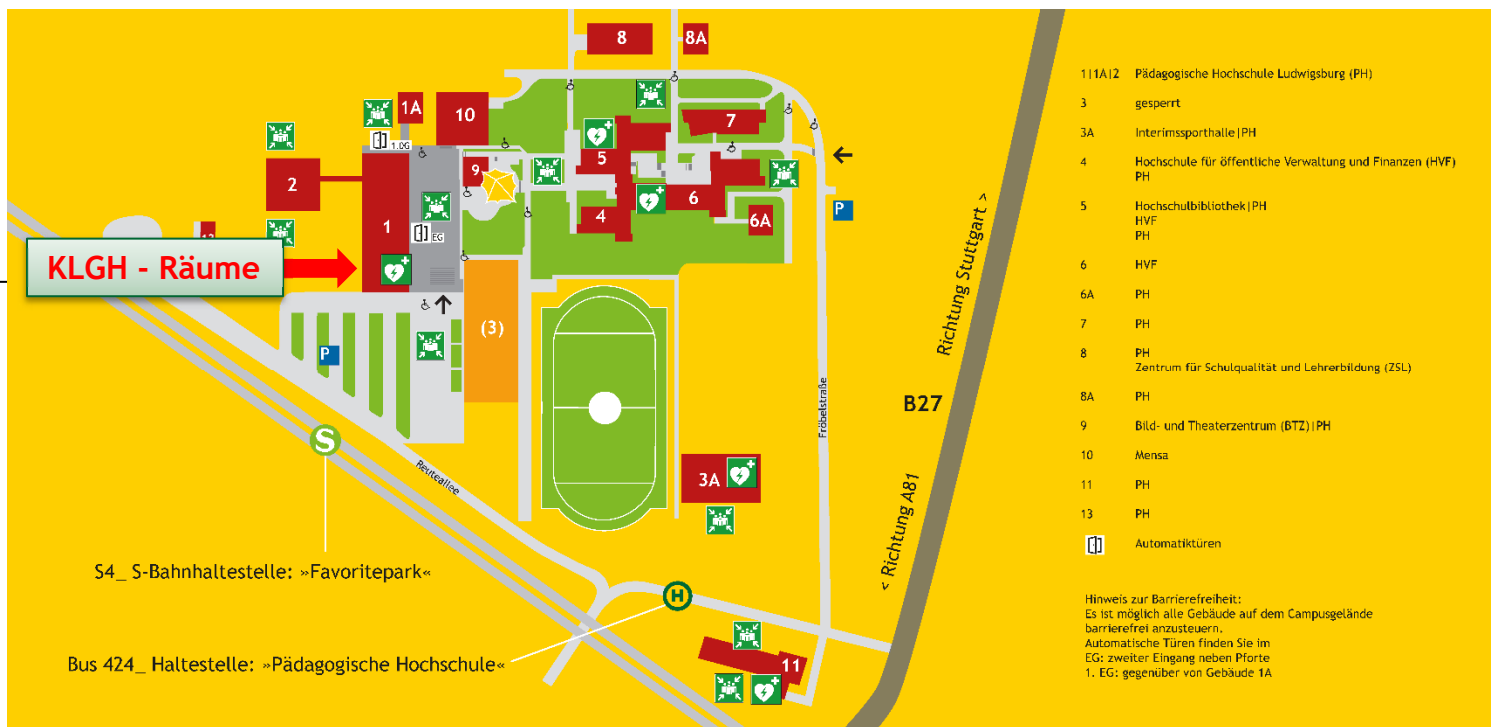 8
8A
1A
10
1.OG
7
5
9
2
1
6
4
6A
P
EG
KLGH - Räume
(3)
P
Richtung Stuttgart >
B27
Fröbelstraße
< Richtung A81
S
Reuteallee
3A
S4_ S-Bahnhaltestelle: »Favoritepark«
H
Bus 424_ Haltestelle: »Pädagogische Hochschule«
11
1|1A|2 Pädagogische Hochschule Ludwigsburg (PH)
3 gesperrt
3A Interimssporthalle|PH
4 Hochschule für öffentliche Verwaltung und Finanzen (HVF)
PH
5 Hochschulbibliothek|PH
HVF
PH
6 HVF
6A PH
7 PH
8 PH
Zentrum für Schulqualität und Lehrerbildung (ZSL)
8A PH
9 Bild- und Theaterzentrum (BTZ)|PH
10 Mensa
11 PH
13 PH
Automatiktüren
Hinweis zur Barrierefreiheit:
Es ist möglich alle Gebäude auf dem Campusgelände
barrierefrei anzusteuern.
Automatische Türen finden Sie im
EG: zweiter Eingang neben Pforte
1. EG: gegenüber von Gebäude 1A